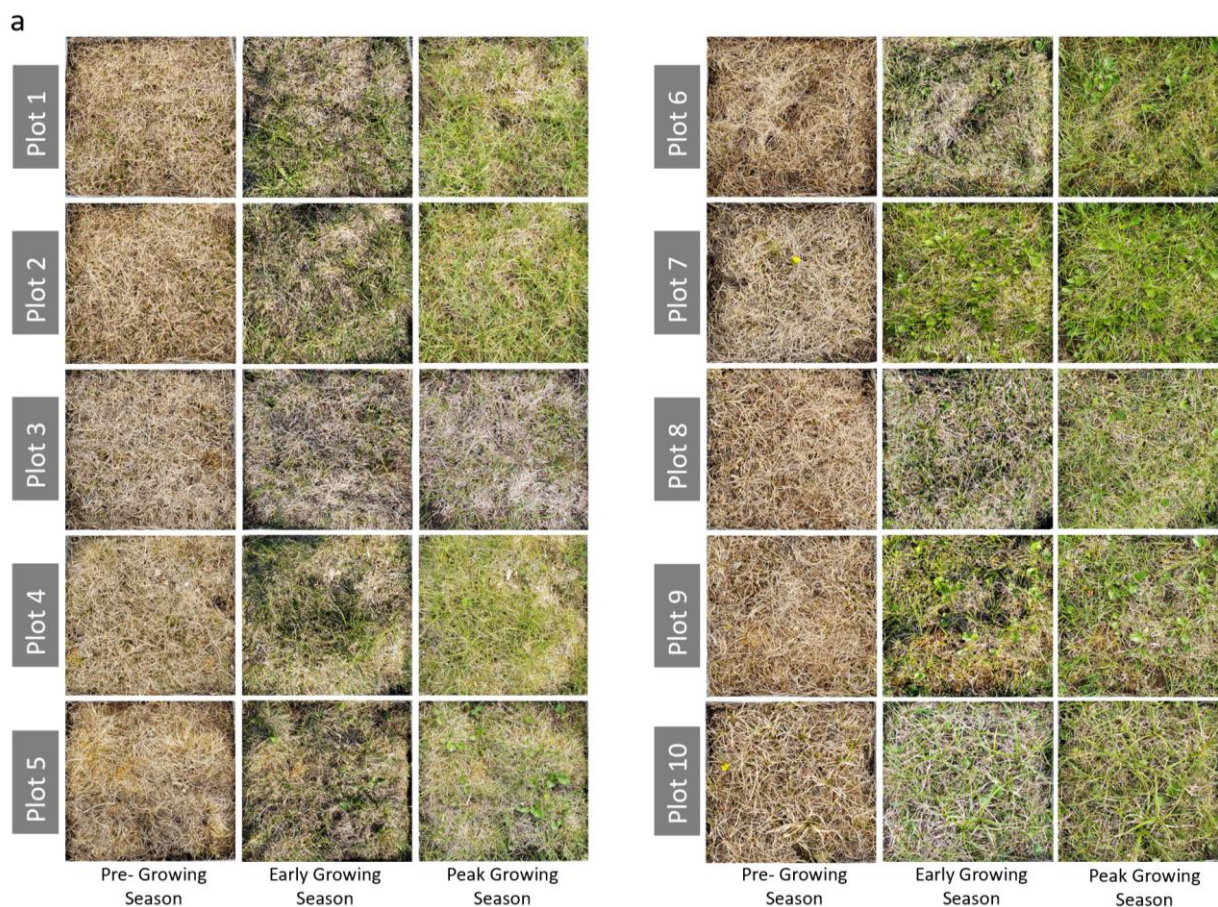 a
Plot 1
Plot 2
Plot 3
Plot 4
Plot 5
Pre- Growing
Season
Early Growing
Season
Peak Growing
Season
Plot 6
Plot 7
Plot 8
Plot 9
Plot 10
Pre- Growing
Season
Early Growing
Season
Peak Growing
Season